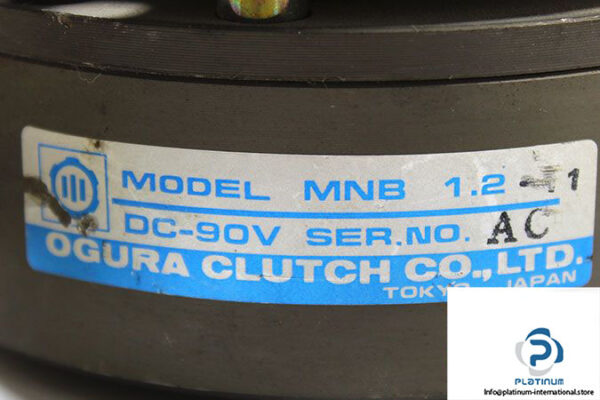 MODEL MNB 1.2-11
DC-90V SER.NO. AC
OGURA CLUTCH CO.,LTD.
TOKYO JAPAN
PLATINUM
Info@platinum-international.store